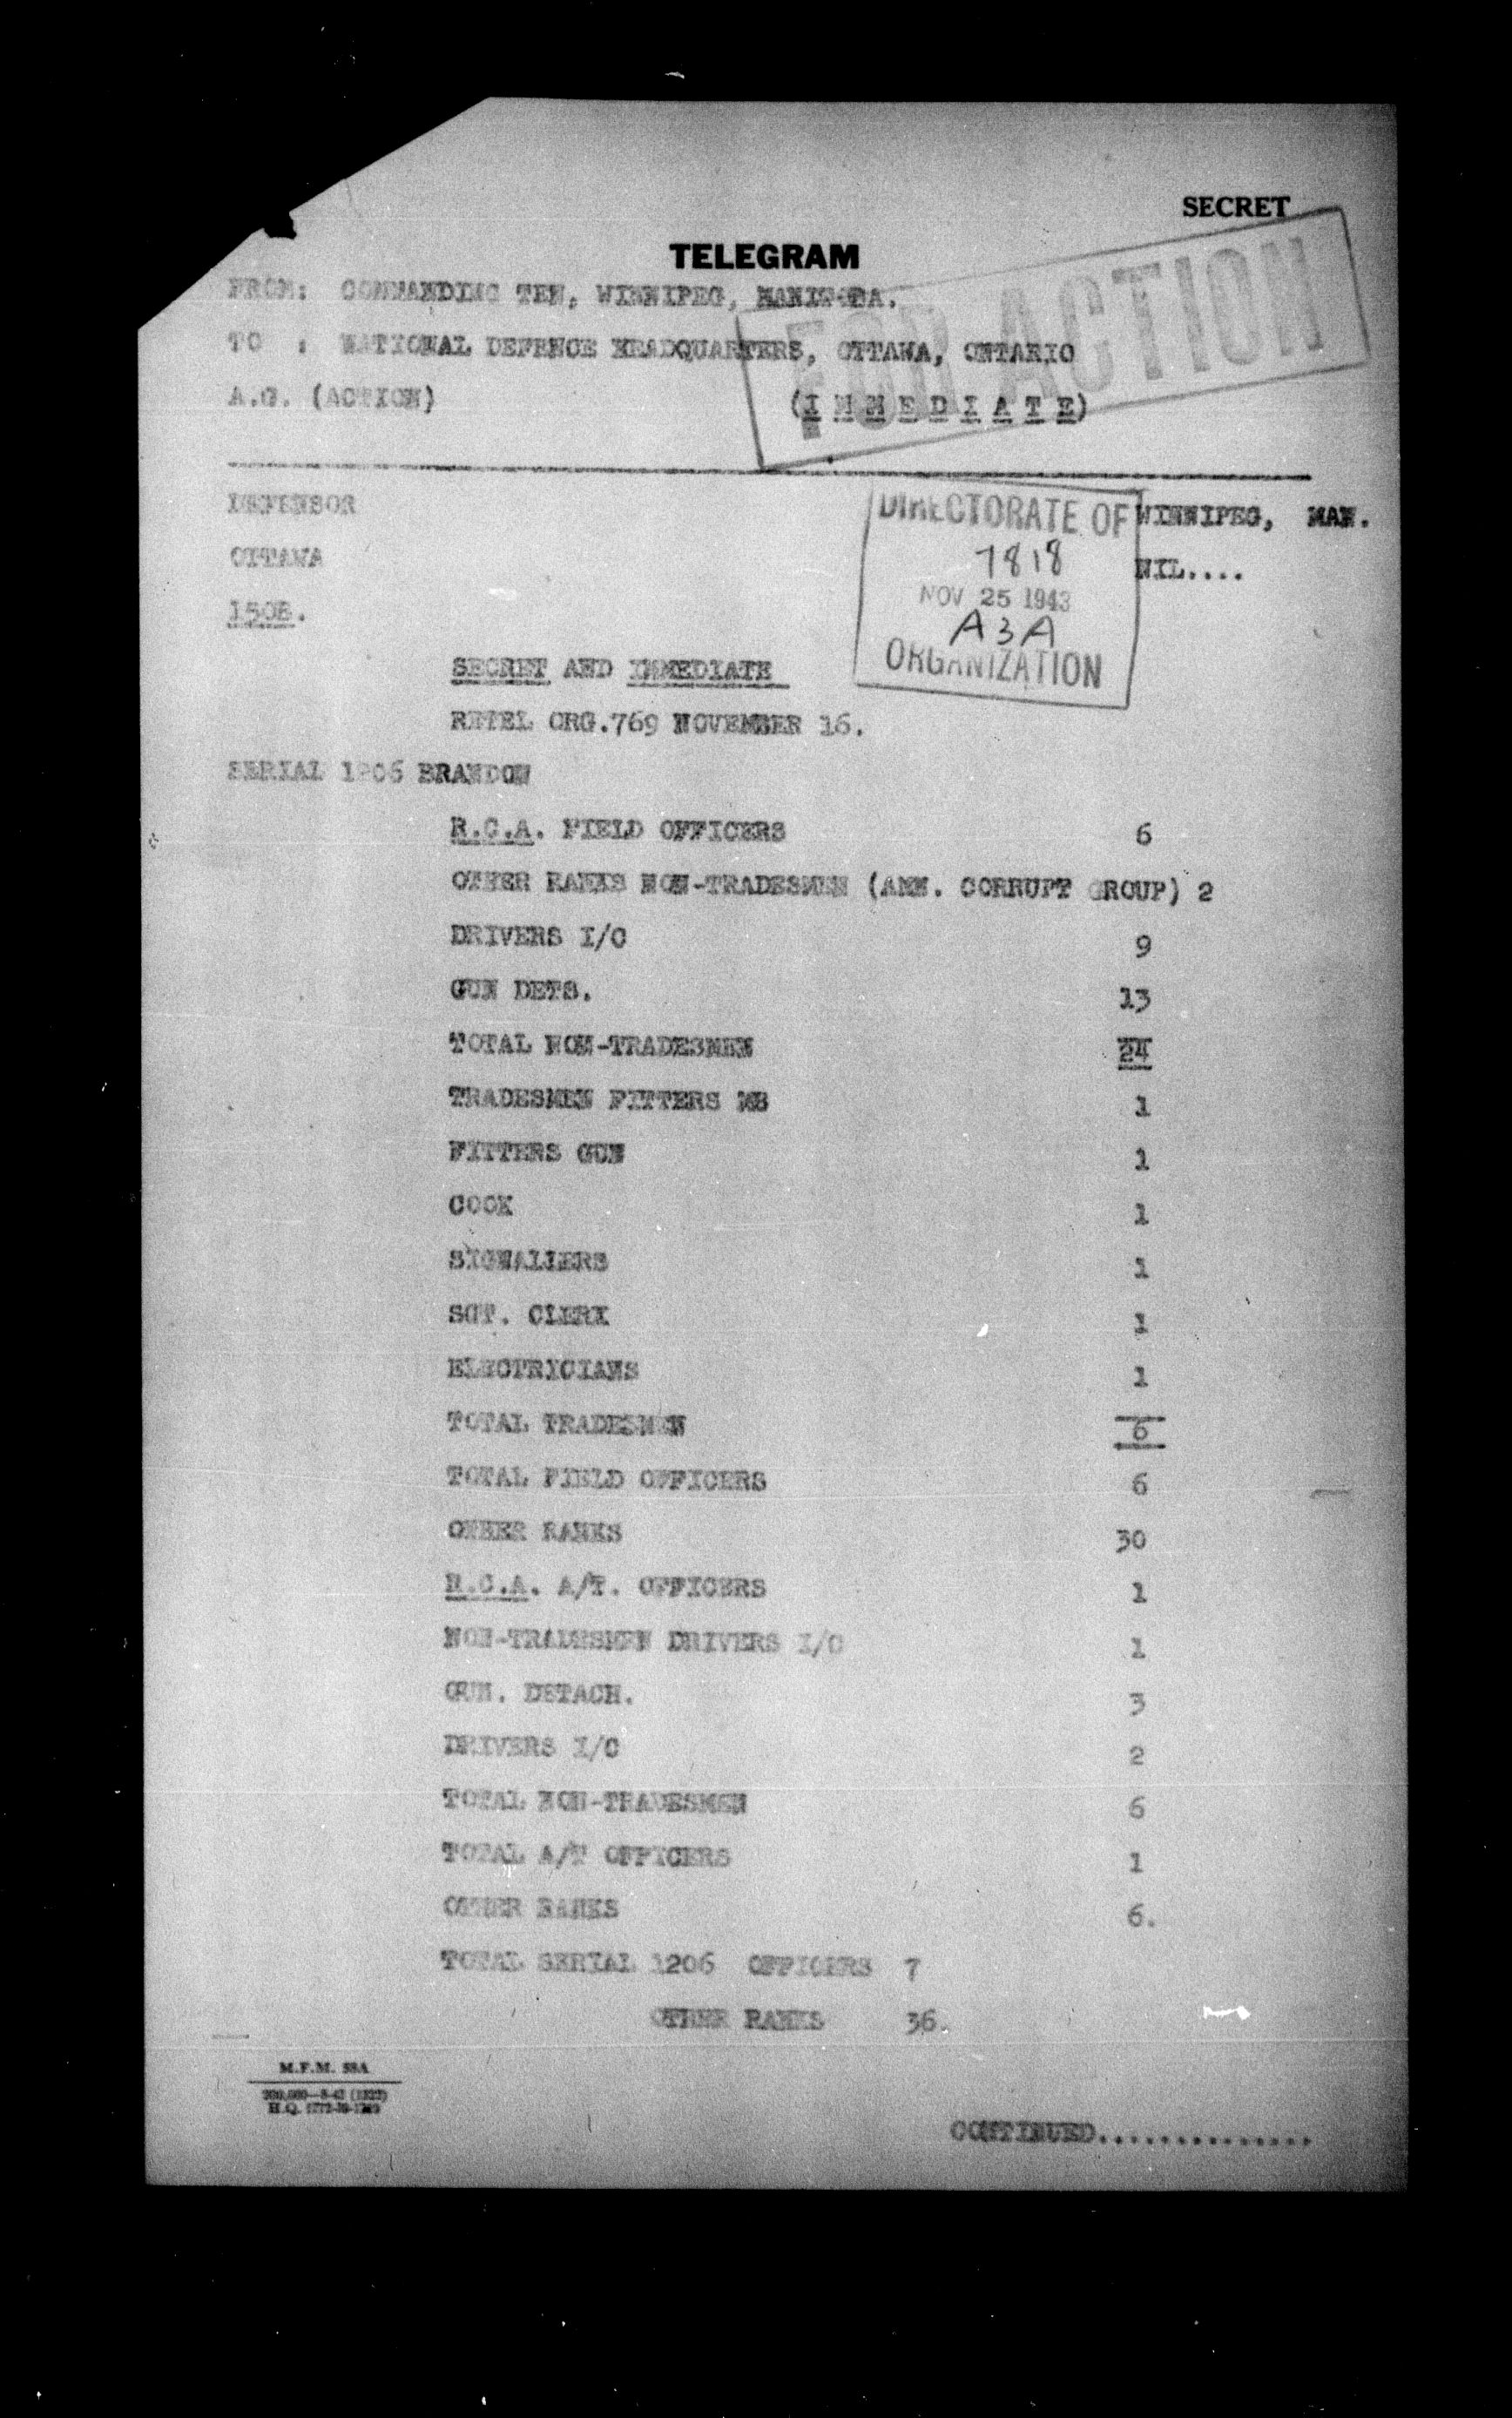 SECRET
TELEGRAM
FOR ACTION
FROM: COMMANDING TEN, WINNIPEG, MANITOBA.
TO : NATIONAL DEFENCE HEADQUARTERS, OTTAWA, ONTARIO
A.G. (ACTION) (I M M E D I A T E)
DEFENSOR WINNIPEG, MAN.
OTTAWA NIL....
150B.
DIRECTORATE OF
7818
NOV 25 1943
A3A
ORGANIZATION
SECRET AND IMMEDIATE
RETEL ORG.769 NOVEMBER 16.
SERIAL 1206 BRANDON
R.C.A. FIELD OFFICERS 6
OTHER RANKS NON-TRADESMEN (AMM. CORRUPT GROUP) 2
DRIVERS I/C 9
GUN DETS. 13
TOTAL NON-TRADESMEN 24
TRADESMEN FITTERS MB 1
FITTERS GUN 1
COOK 1
SIGNALLERS 1
SGT. CLERK 1
ELECTRICIANS 1
TOTAL TRADESMEN 6
TOTAL FIELD OFFICERS 6
OTHER RANKS 30
R.C.A. A/T. OFFICERS 1
NON-TRADESMEN DRIVERS I/C 1
GUN. DETACH. 3
DRIVERS I/C 2
TOTAL NON-TRADESMEN 6
TOTAL A/T OFFICERS 1
OTHER RANKS 6.
TOTAL SERIAL 1206 OFFICERS 7
OTHER RANKS 36.
M.F.M. 58A
H.Q.
CONTINUED..............